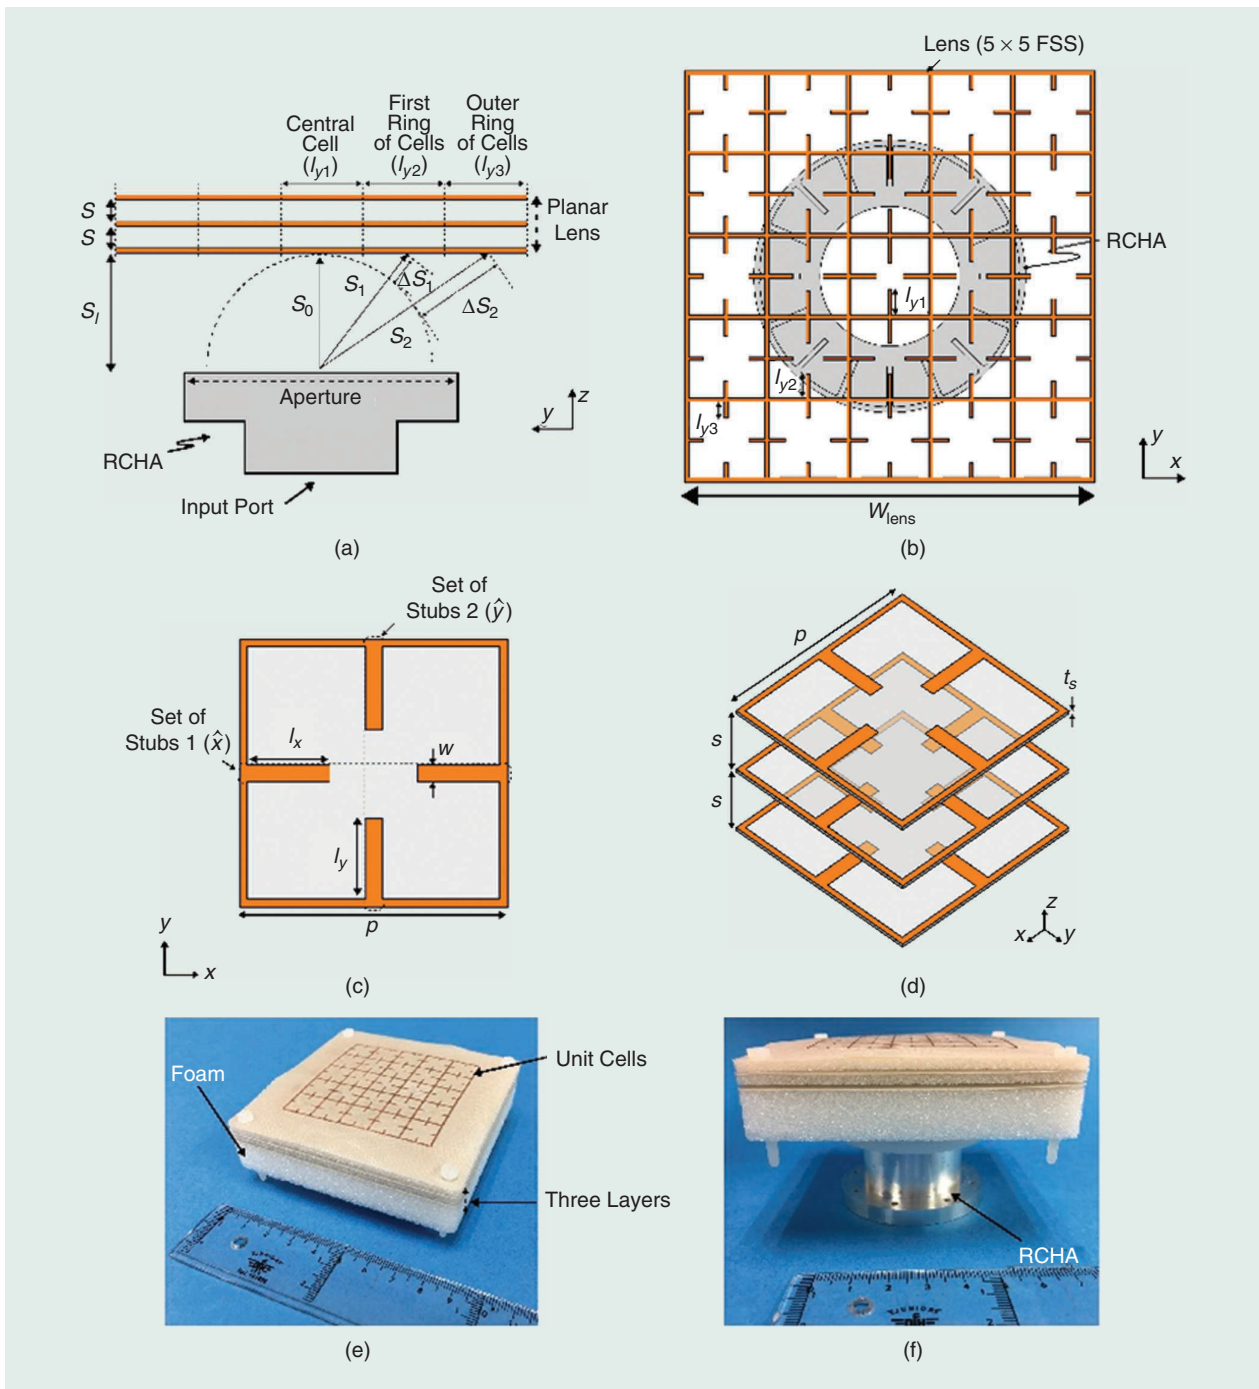 Lens (5 × 5 FSS)
First
Ring
of Cells
(ly2)
Outer
Ring
of Cells
(ly3)
Central
Cell
(ly1)
S
S
Planar
Lens
Sl
S0
S1
ΔS1
S2
ΔS2
Aperture
RCHA
Input Port
y
z
(a)
RCHA
ly1
ly2
ly3
y
x
Wlens
(b)
Set of
Stubs 2 (ŷ)
Set of
Stubs 1 (x̂)
lx
w
ly
p
y
x
(c)
p
ts
s
s
z
x
y
(d)
Foam
Unit Cells
Three Layers
(e)
RCHA
(f)